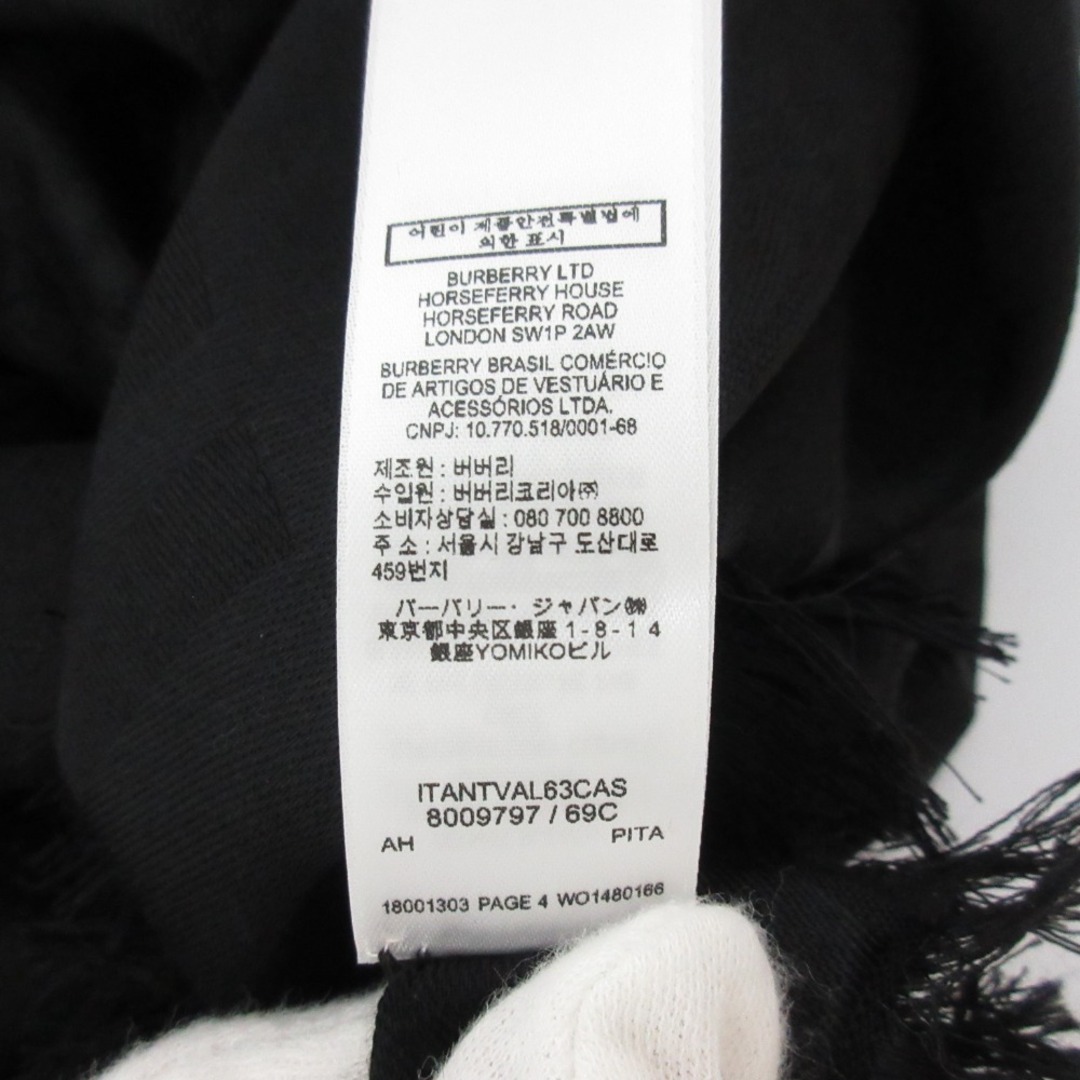 어린이 제품안전특별법에
의한 표시
BURBERRY LTD
HORSEFERRY HOUSE
HORSEFERRY ROAD
LONDON SW1P 2AW
BURBERRY BRASIL COMÉRCIO
DE ARTIGOS DE VESTUÁRIO E
ACESSÓRIOS LTDA.
CNPJ: 10.770.518/0001-68
제조원 : 버버리
수입원 : 버버리코리아㈜
소비자상담실 : 080 700 8800
주 소 : 서울시 강남구 도산대로
459번지
バーバリー・ジャパン㈱
東京都中央区銀座 1-8-14
銀座YOMIKOビル
ITANTVAL63CAS
8009797 / 69C
AH PITA
18001303 PAGE 4 WO1480166